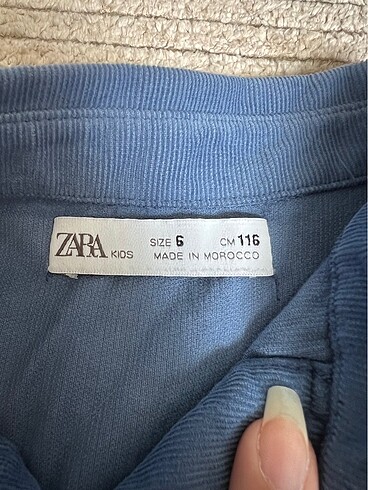 ZARA KIDS SIZE 6 CM 116
MADE IN MOROCCO